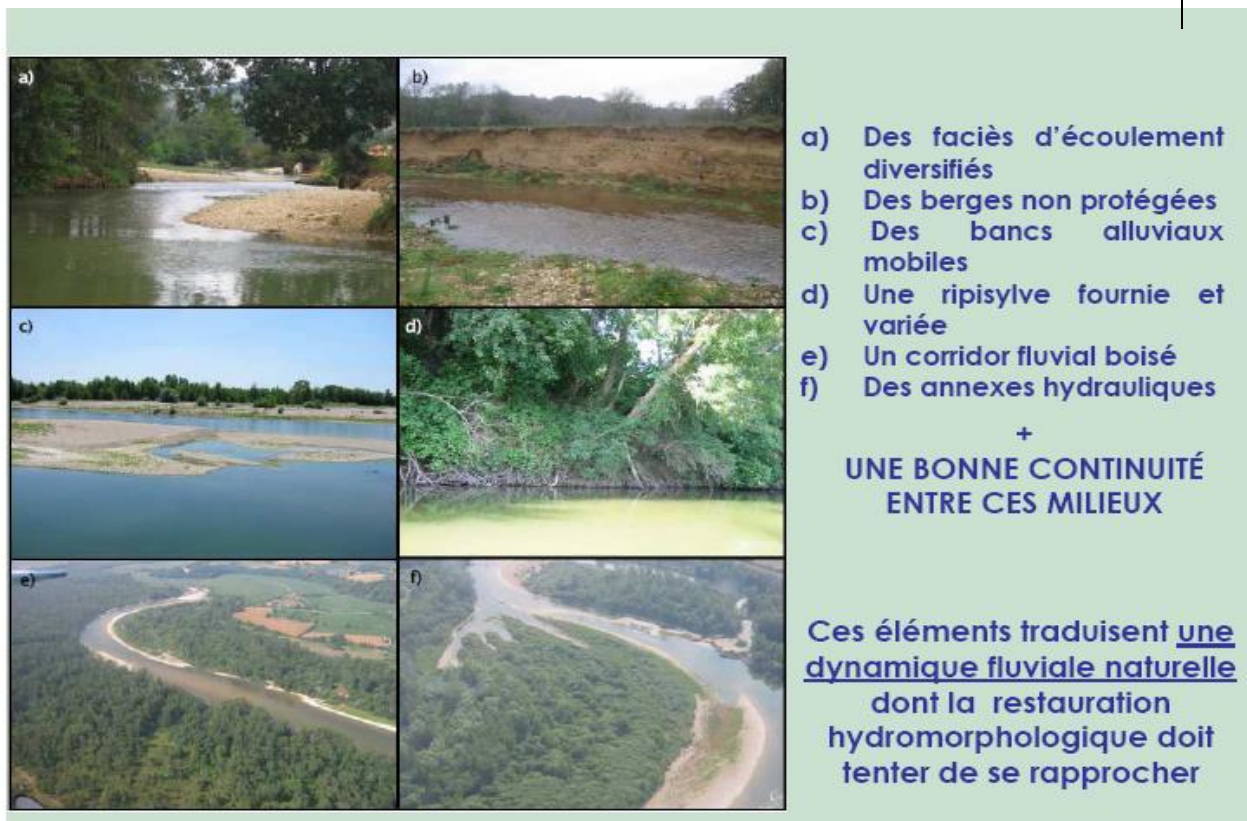 a)
b)
c)
d)
e)
f)
a) Des faciès d'écoulement
diversifiés
b) Des berges non protégées
c) Des bancs alluviaux
mobiles
d) Une ripisylve fournie et
variée
e) Un corridor fluvial boisé
f) Des annexes hydrauliques
+
UNE BONNE CONTINUITÉ
ENTRE CES MILIEUX
Ces éléments traduisent une
dynamique fluviale naturelle
dont la restauration
hydromorphologique doit
tenter de se rapprocher